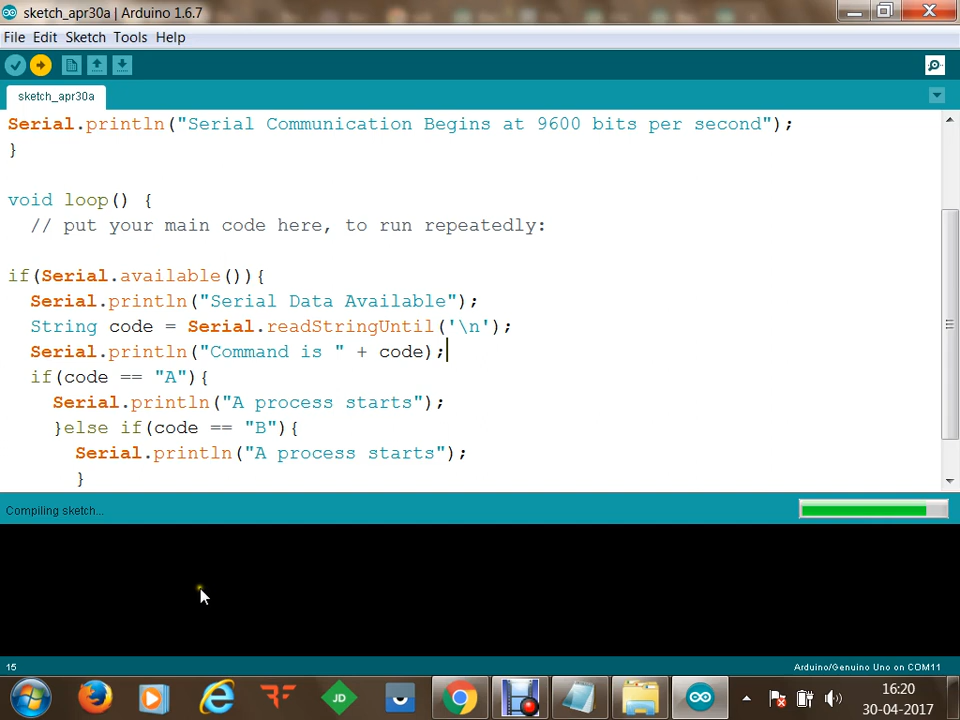 sketch_apr30a | Arduino 1.6.7
File Edit Sketch Tools Help
sketch_apr30a
Serial.println("Serial Communication Begins at 9600 bits per second");
}
void loop() {
  // put your main code here, to run repeatedly:
if(Serial.available()){
  Serial.println("Serial Data Available");
  String code = Serial.readStringUntil('\n');
  Serial.println("Command is " + code);
  if(code == "A"){
    Serial.println("A process starts");
    }else if(code == "B"){
      Serial.println("A process starts");
      }
Compiling sketch...
15
Arduino/Genuino Uno on COM11
JD
16:20
30-04-2017